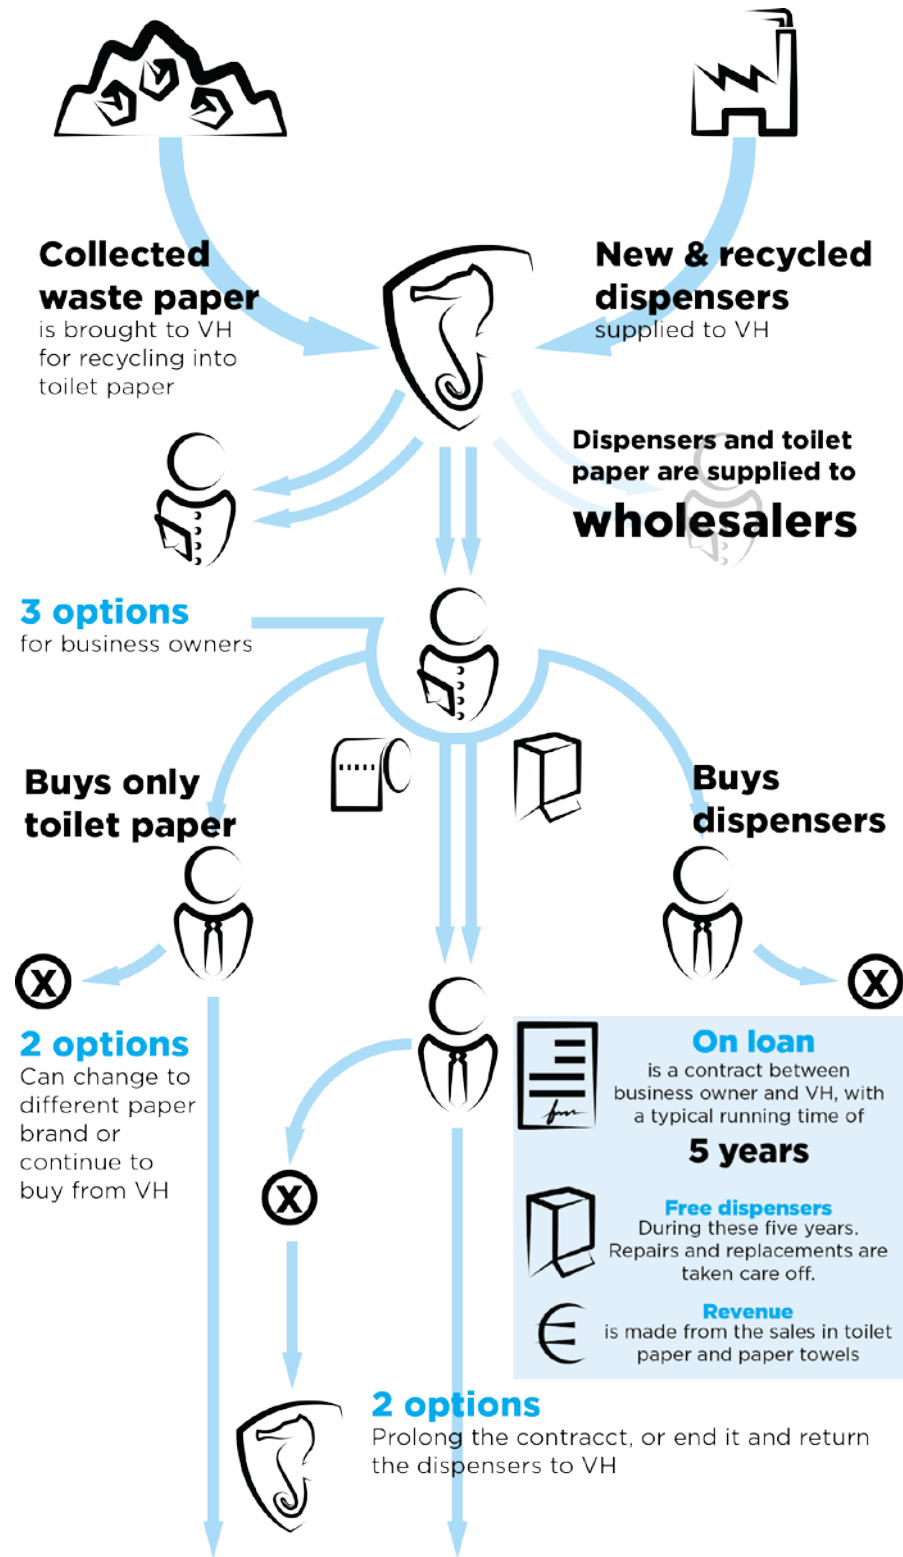 Collected
waste paper
is brought to VH
for recycling into
toilet paper
New & recycled
dispensers
supplied to VH
Dispensers and toilet
paper are supplied to
wholesalers
3 options
for business owners
Buys only
toilet paper
Buys
dispensers
X
X
2 options
Can change to
different paper
brand or
continue to
buy from VH
X
On loan
is a contract between
business owner and VH, with
a typical running time of
5 years
Free dispensers
During these five years.
Repairs and replacements are
taken care off.
Revenue
is made from the sales in toilet
paper and paper towels
2 options
Prolong the contracct, or end it and return
the dispensers to VH